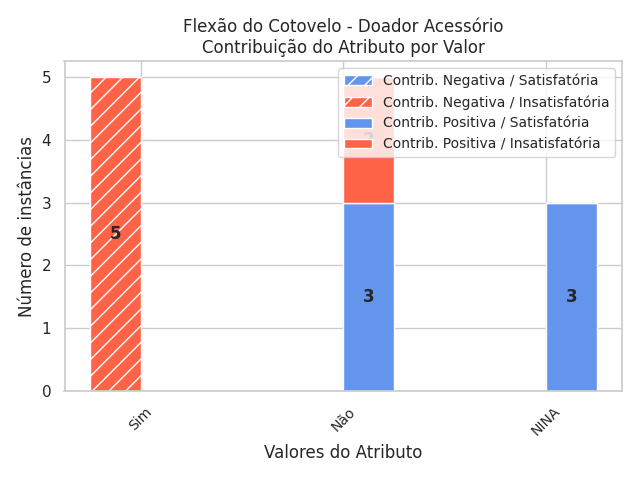 Flexão do Cotovelo - Doador Acessório
Contribuição do Atributo por Valor
Contrib. Negativa / Satisfatória
Contrib. Negativa / Insatisfatória
Contrib. Positiva / Satisfatória
Contrib. Positiva / Insatisfatória
Número de instâncias
5
4
3
2
1
0
5
3
3
Sim
Não
NINA
Valores do Atributo